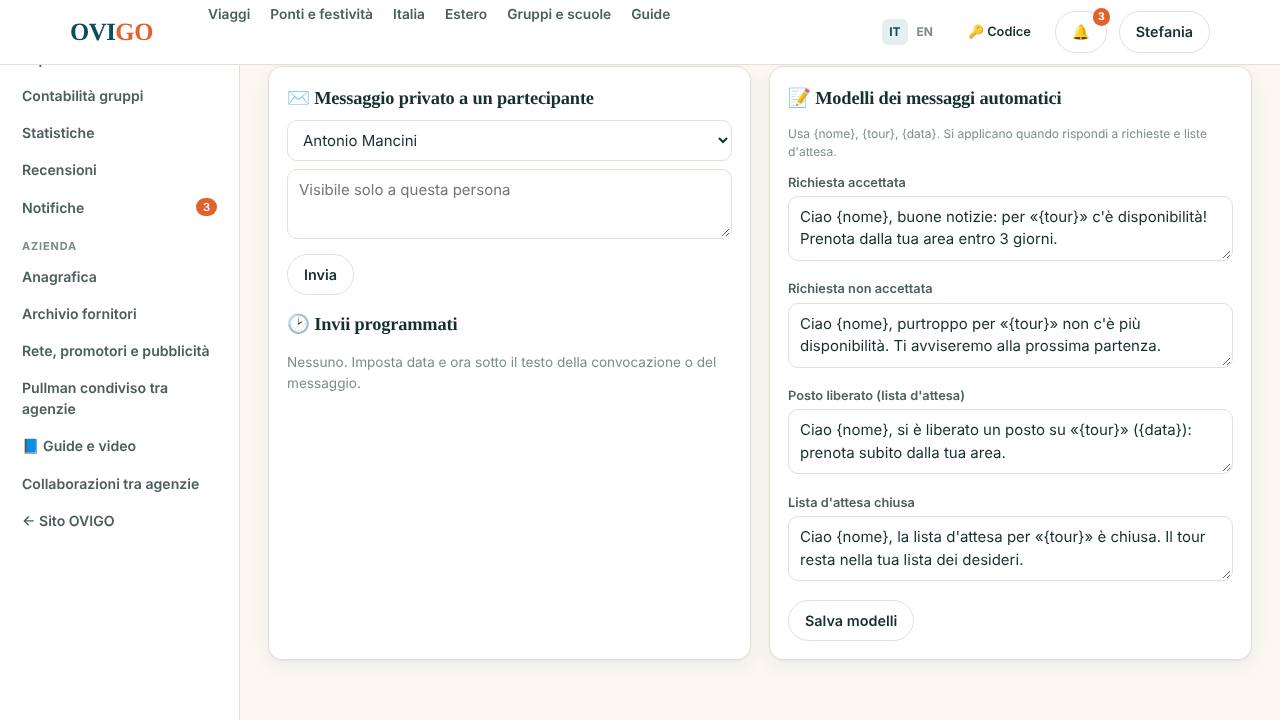 OVIGO
Viaggi
Ponti e festività
Italia
Estero
Gruppi e scuole
Guide
IT
EN
🔑 Codice
🔔
3
Stefania
Contabilità gruppi
Statistiche
Recensioni
Notifiche
3
AZIENDA
Anagrafica
Archivio fornitori
Rete, promotori e pubblicità
Pullman condiviso tra
agenzie
📘 Guide e video
Collaborazioni tra agenzie
← Sito OVIGO
✉️ Messaggio privato a un partecipante
Antonio Mancini
Visibile solo a questa persona
Invia
🕑 Invii programmati
Nessuno. Imposta data e ora sotto il testo della convocazione o del
messaggio.
📝 Modelli dei messaggi automatici
Usa {nome}, {tour}, {data}. Si applicano quando rispondi a richieste e liste
d'attesa.
Richiesta accettata
Ciao {nome}, buone notizie: per «{tour}» c'è disponibilità!
Prenota dalla tua area entro 3 giorni.
Richiesta non accettata
Ciao {nome}, purtroppo per «{tour}» non c'è più
disponibilità. Ti avviseremo alla prossima partenza.
Posto liberato (lista d'attesa)
Ciao {nome}, si è liberato un posto su «{tour}» ({data}):
prenota subito dalla tua area.
Lista d'attesa chiusa
Ciao {nome}, la lista d'attesa per «{tour}» è chiusa. Il tour
resta nella tua lista dei desideri.
Salva modelli